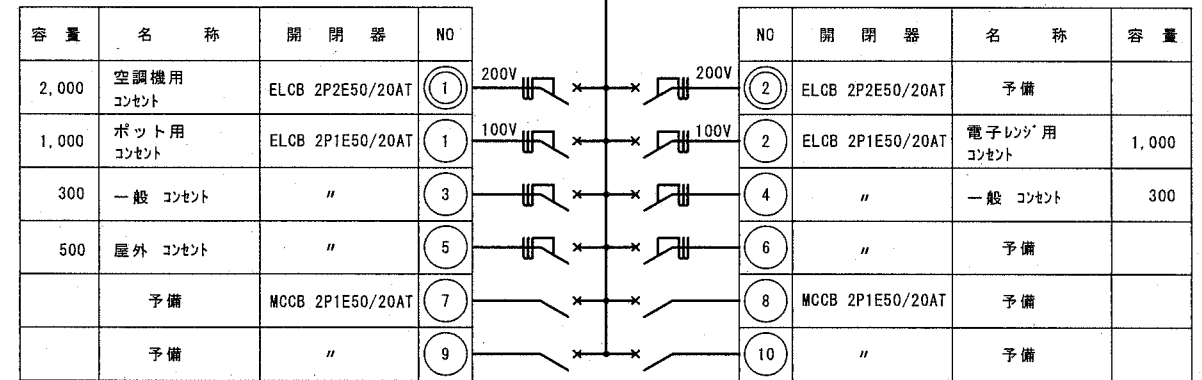 容 量 名 称 開 閉 器 NO NO 開 閉 器 名 称 容 量
2,000 空調機用 コンセント ELCB 2P2E50/20AT 1 200V 200V 2 ELCB 2P2E50/20AT 予備
1,000 ポット用 コンセント ELCB 2P1E50/20AT 1 100V 100V 2 ELCB 2P1E50/20AT 電子レンジ用 コンセント 1,000
300 一般 コンセント 〃 3 4 〃 一般 コンセント 300
500 屋外 コンセント 〃 5 6 〃 予備
予備 MCCB 2P1E50/20AT 7 8 MCCB 2P1E50/20AT 予備
予備 〃 9 10 〃 予備